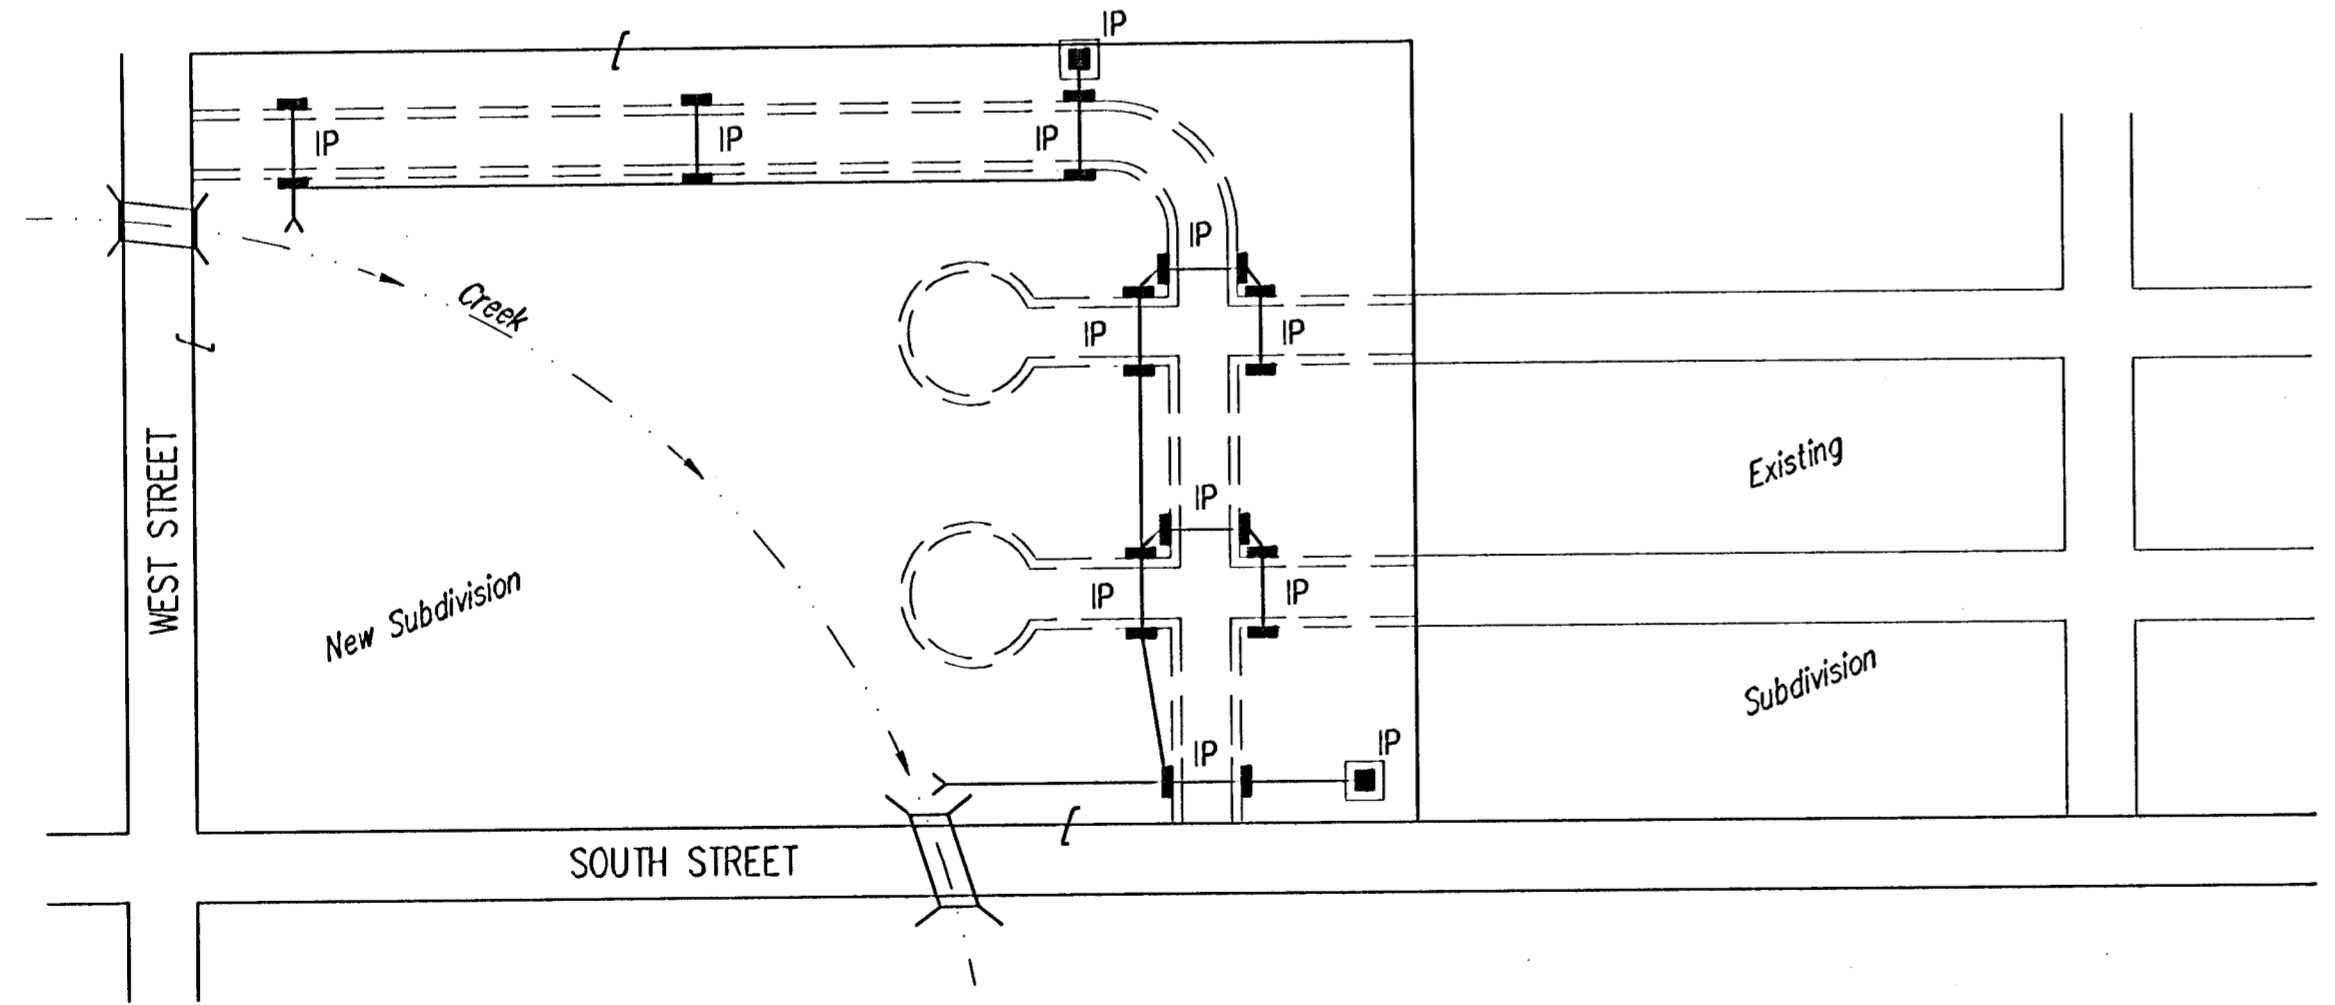 IP
IP
IP
IP
IP
Creek
IP
IP
WEST STREET
Existing
IP
New Subdivision
IP
IP
Subdivision
IP
IP
SOUTH STREET